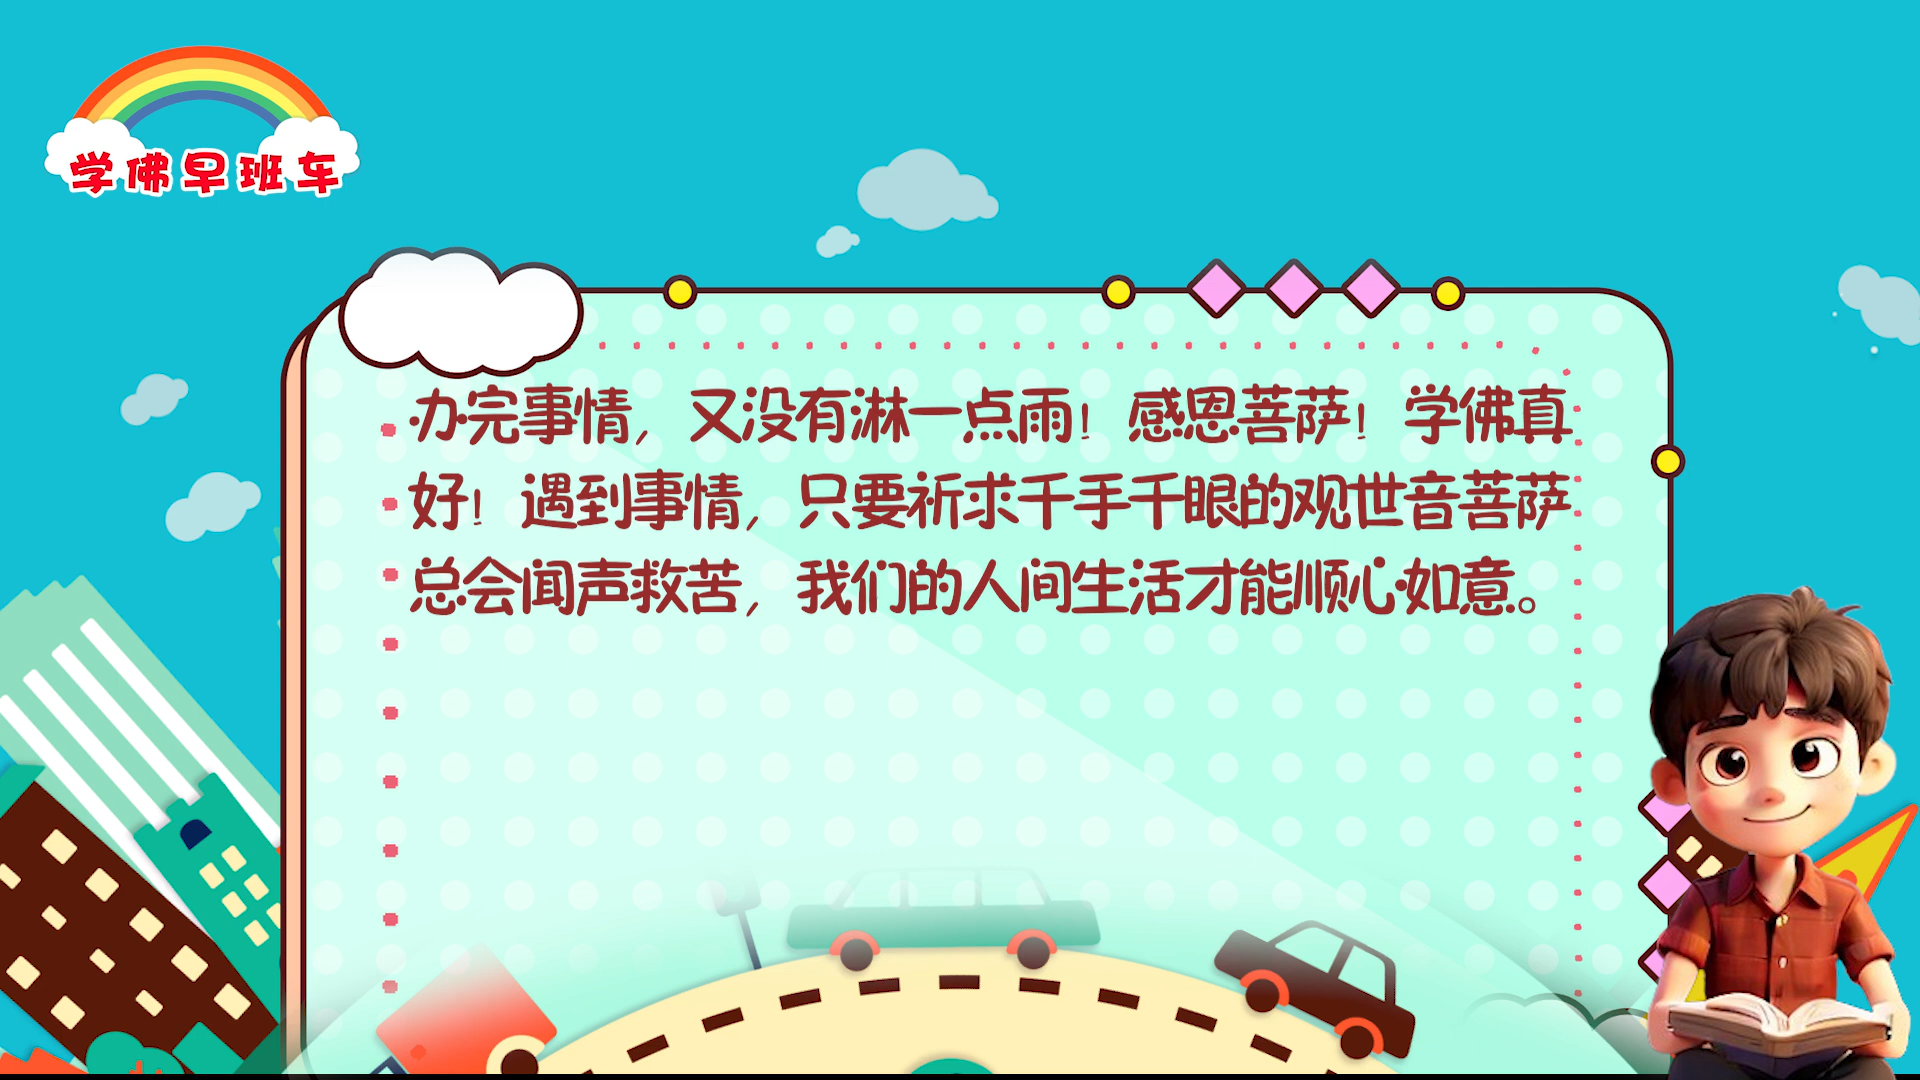 学佛早班车
办完事情，又没有淋一点雨！感恩菩萨！学佛真
好！遇到事情，只要祈求千手千眼的观世音菩萨
总会闻声救苦，我们的人间生活才能顺心如意。